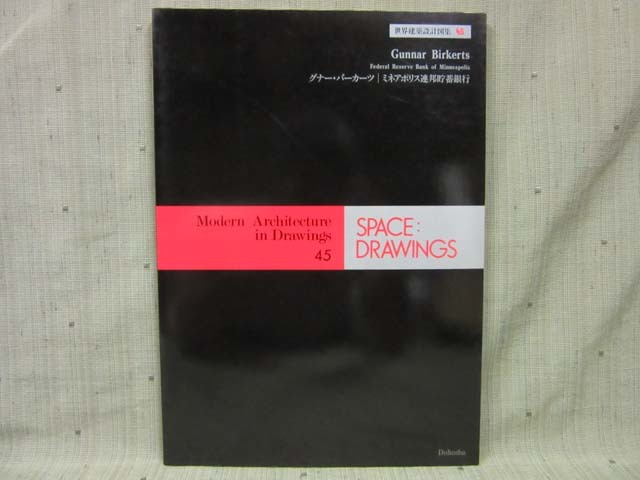 世界建築設計図集 45
Gunnar Birkerts
Federal Reserve Bank of Minneapolis
グナー・バーカーツ|ミネアポリス連邦貯蓄銀行
Modern Architecture
in Drawings
45
SPACE:
DRAWINGS
Dohosha